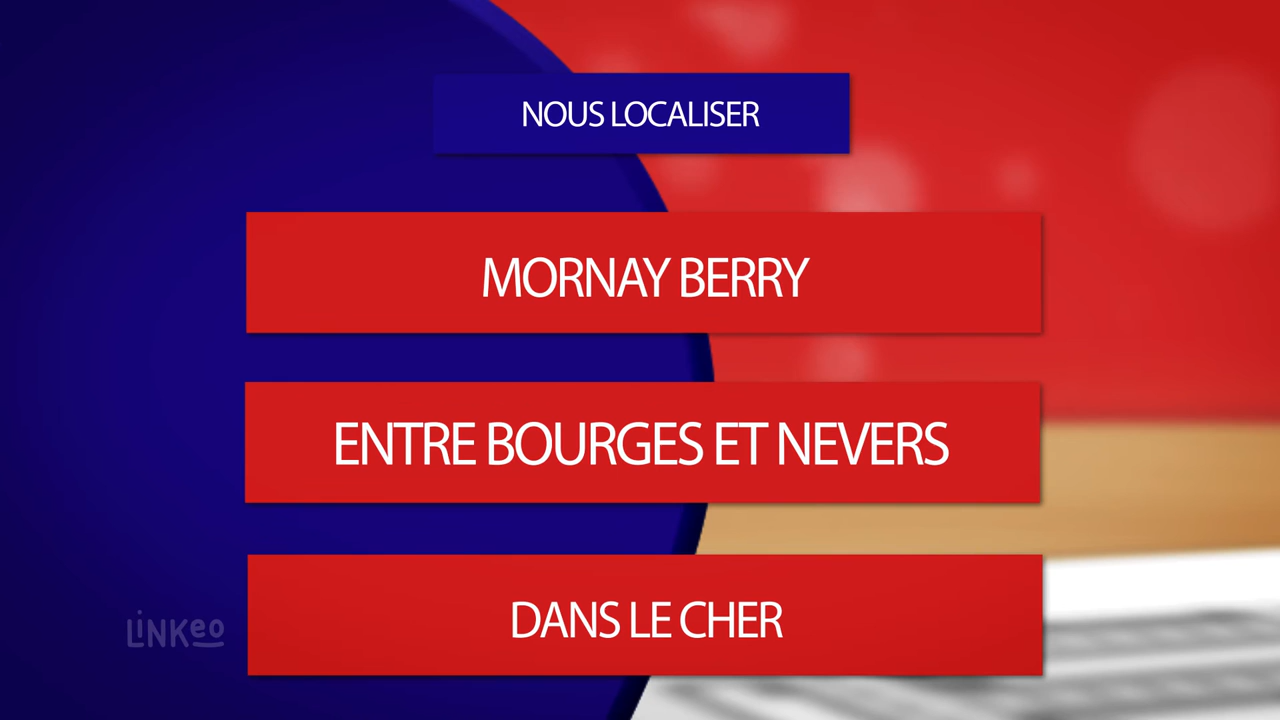 NOUS LOCALISER
MORNAY BERRY
ENTRE BOURGES ET NEVERS
DANS LE CHER
LiNKeo